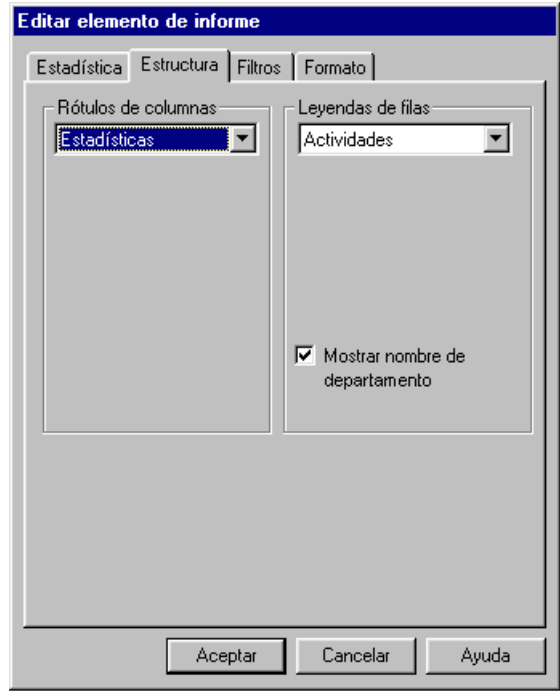 Editar elemento de informe
Estadística Estructura Filtros Formato
Rótulos de columnas
Estadísticas
Leyendas de filas
Actividades
Mostrar nombre de
departamento
Aceptar Cancelar Ayuda